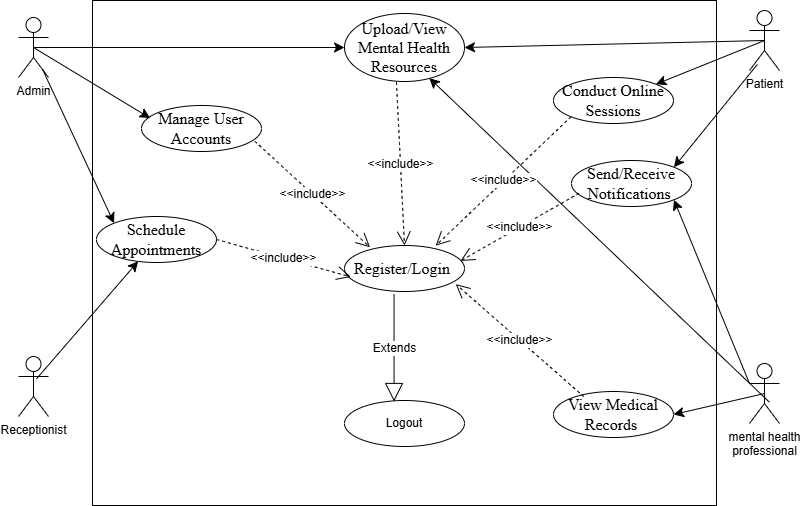 Upload/View
Mental Health
Resources
Admin
Patient
Conduct Online
Sessions
Manage User
Accounts
<<include>>
<<include>>
<<include>>
Send/Receive
Notifications
Schedule
Appointments
<<include>>
<<include>>
Register/Login
<<include>>
Extends
View Medical
Records
Logout
Receptionist
mental health
professional